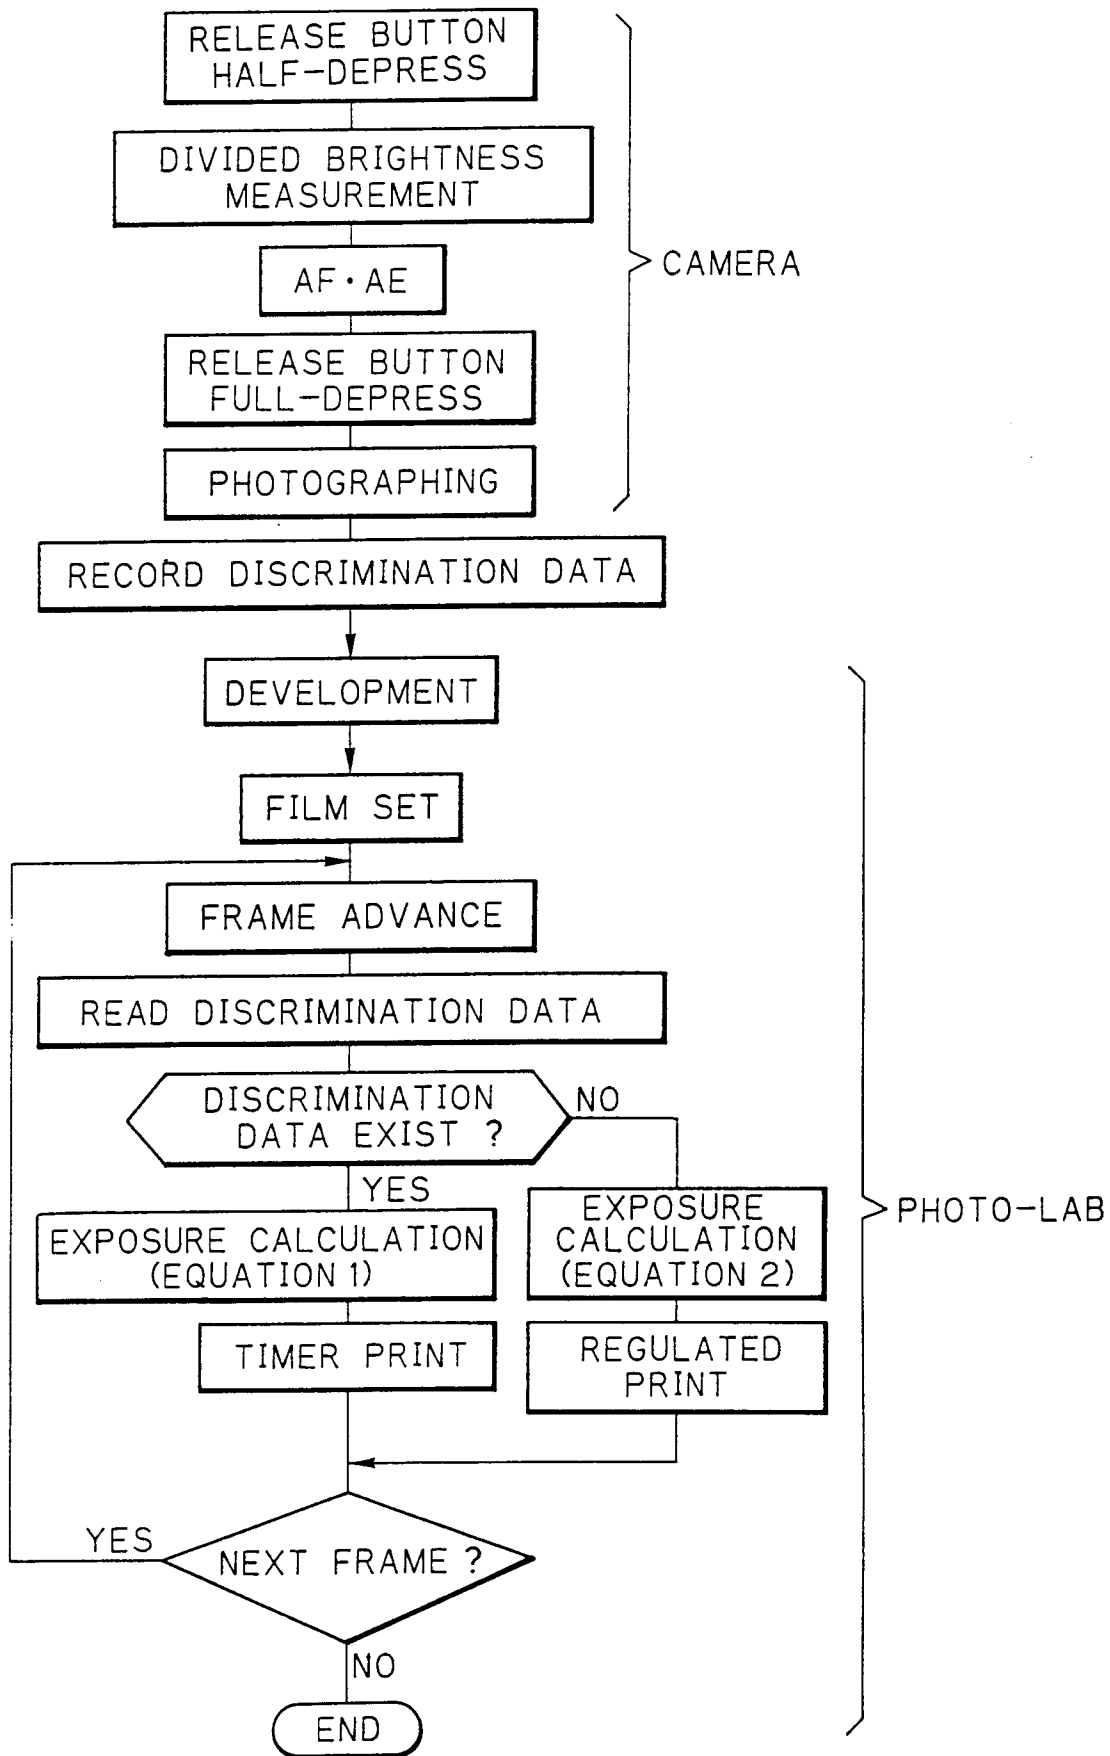 RELEASE BUTTON
HALF-DEPRESS
DIVIDED BRIGHTNESS
MEASUREMENT
AF・AE
CAMERA
RELEASE BUTTON
FULL-DEPRESS
PHOTOGRAPHING
RECORD DISCRIMINATION DATA
DEVELOPMENT
FILM SET
FRAME ADVANCE
READ DISCRIMINATION DATA
DISCRIMINATION
DATA EXIST ?
NO
YES
EXPOSURE CALCULATION
(EQUATION 1)
EXPOSURE
CALCULATION
(EQUATION 2)
PHOTO-LAB
TIMER PRINT
REGULATED
PRINT
YES
NEXT FRAME ?
NO
END